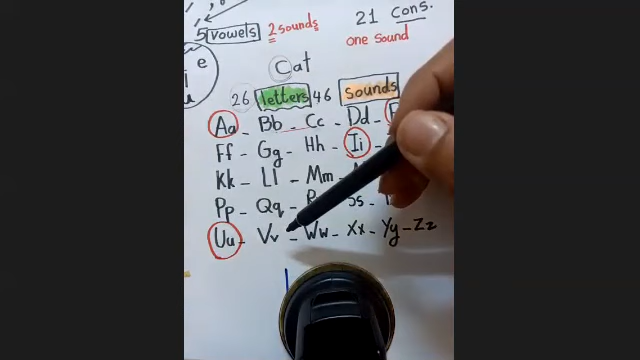 5 vowels 2 sounds
21 cons.
one sound
e
i
u
Cat
26 letters 46 sounds
Aa - Bb - Cc - Dd -
Ff - Gg - Hh - Ii -
Kk - Ll - Mm -
Pp - Qq -
Uu - Vv - Ww - Xx - Yy - Zz